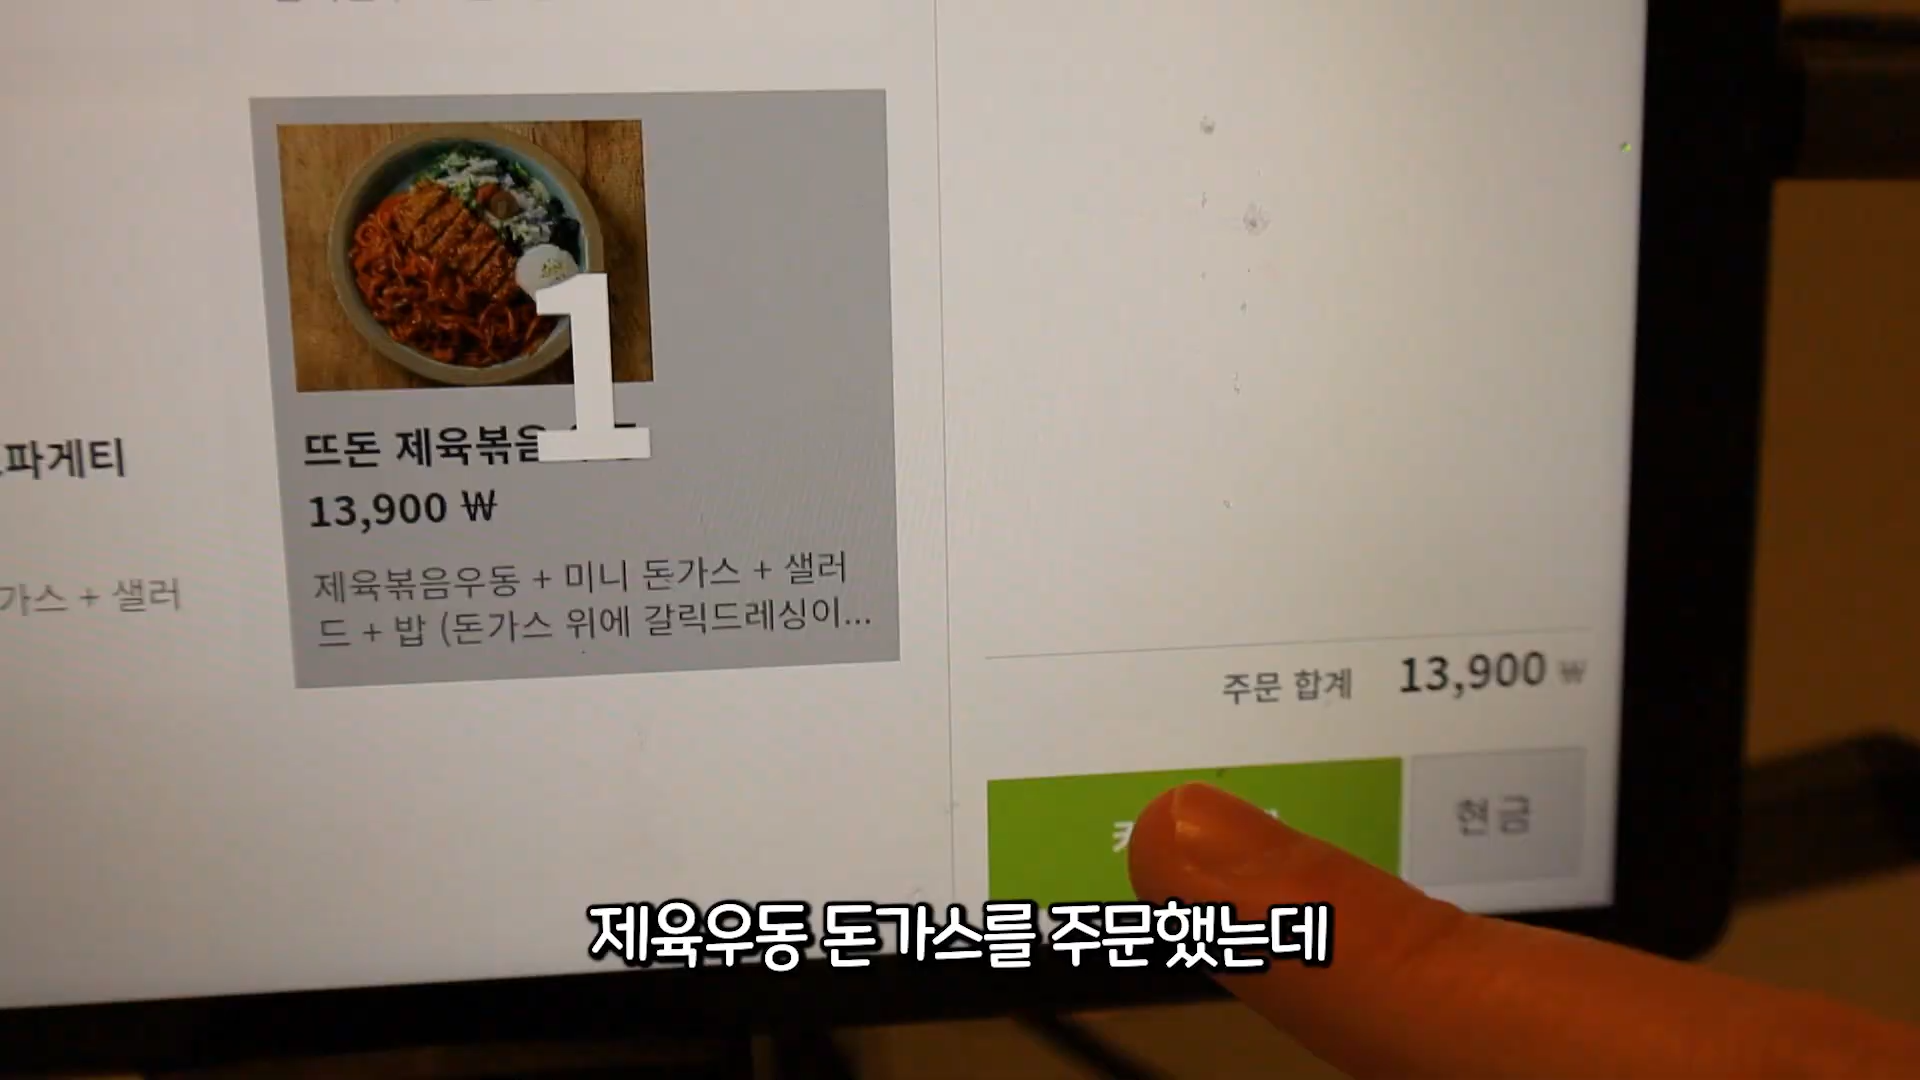 파게티
가스 + 샐러
1
뜨돈 제육볶음
13,900 ₩
제육볶음우동 + 미니 돈가스 + 샐러
드 + 밥 (돈가스 위에 갈릭드레싱이...
주문 합계 13,900 ₩
현금
제육우동 돈가스를 주문했는데